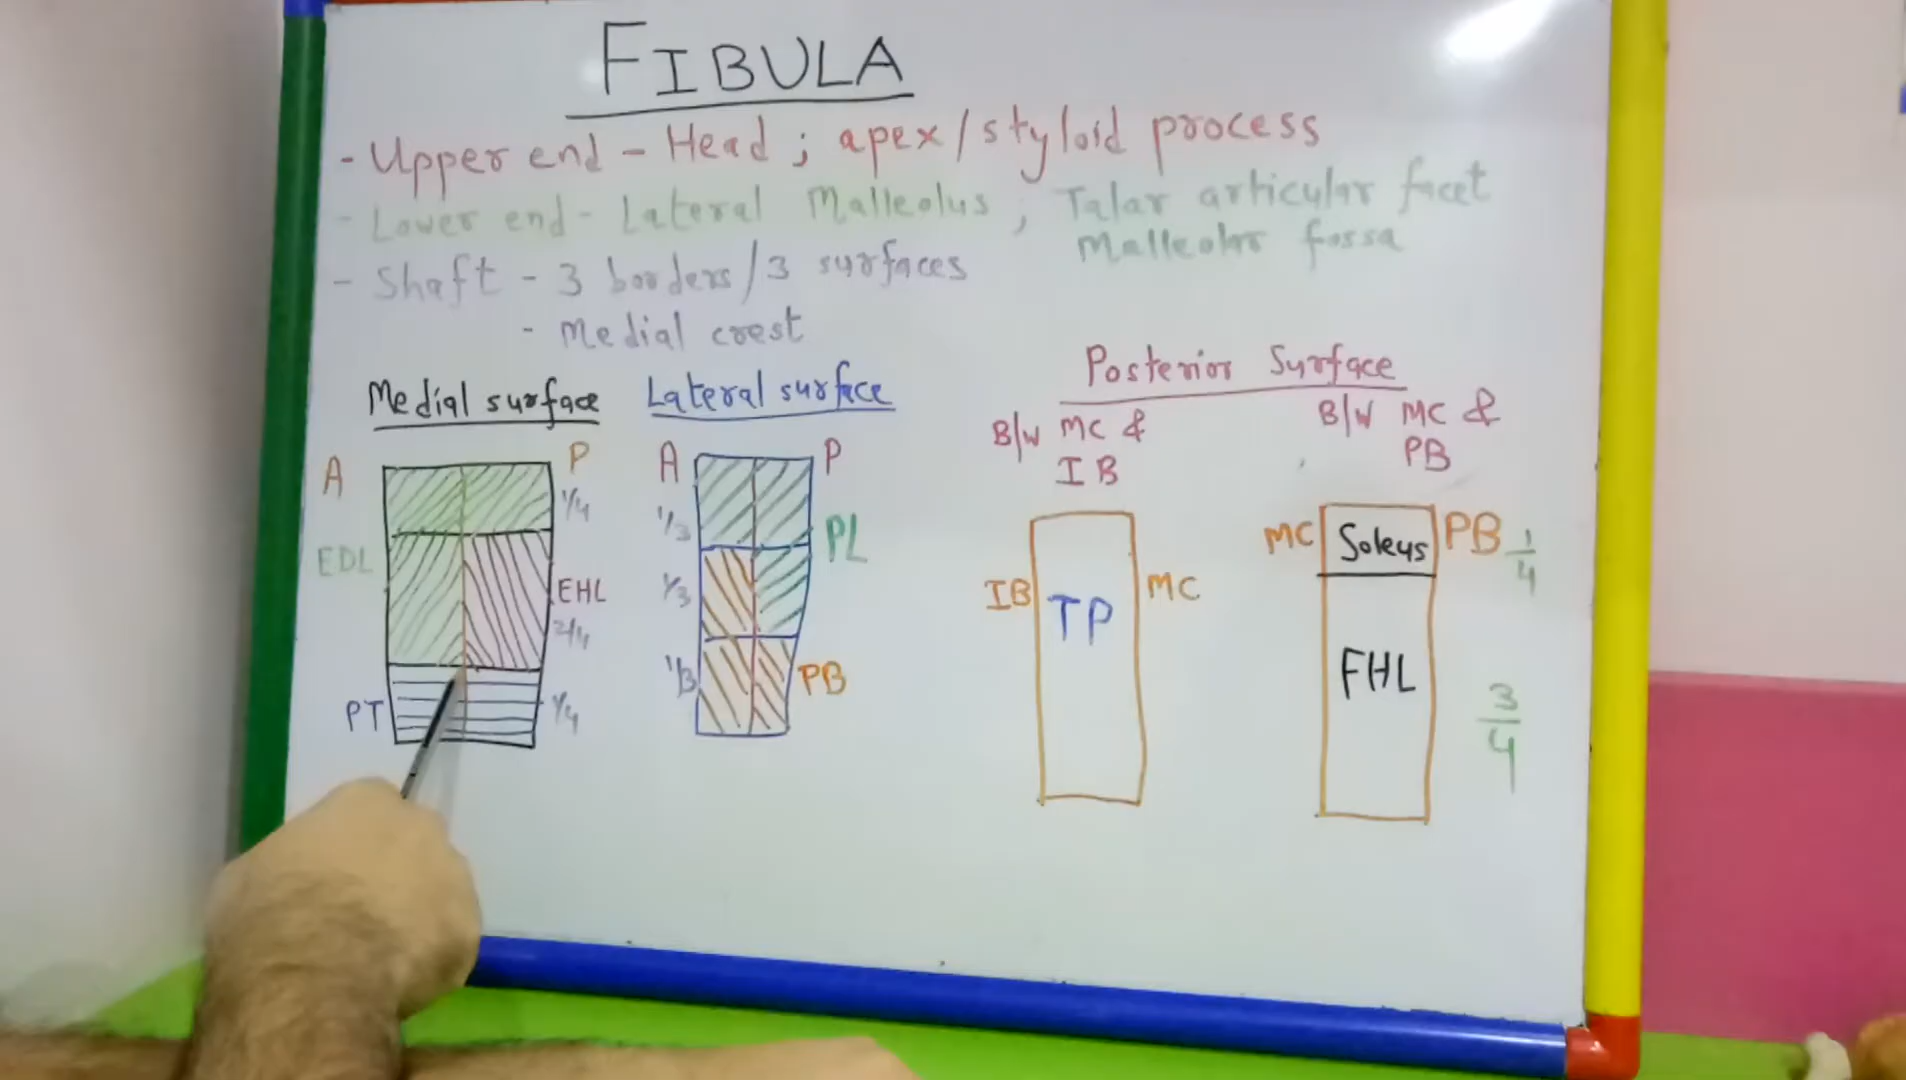 FIBULA
- Upper end - Head ; apex/styloid process
- Lower end - Lateral Malleolus ; Talar articular facet
Malleolar fossa
- Shaft - 3 borders/3 surfaces
- Medial crest
Medial surface
A
P
1/4
EDL
EHL
2/4
PT
1/4
Lateral surface
A
P
1/3
PL
1/3
1/3
PB
Posterior Surface
B/W MC &
IB
IB
TP
MC
B/W MC &
PB
MC
Soleus
PB
1/4
FHL
3/4